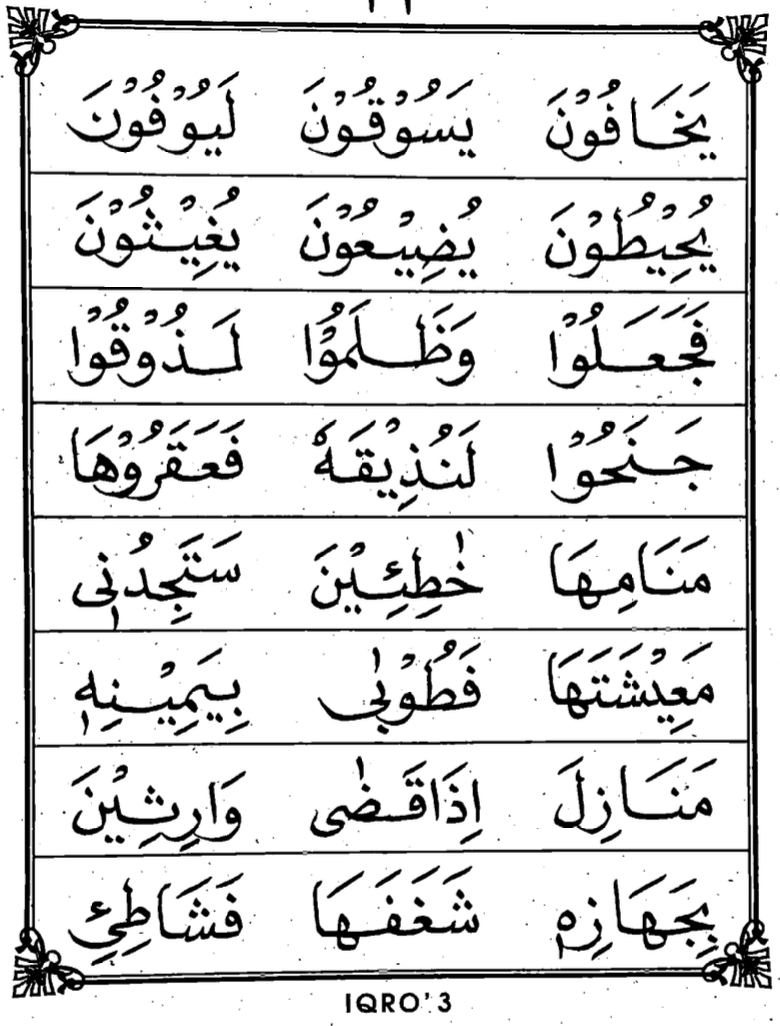 يَخَافُوْنَ يَسُوْقُوْنَ لَيُوْفُوْنَ
يُحِيْطُوْنَ يُضِيْعُوْنَ يُغِيْثُوْنَ
فَجَعَلُوْا وَظَلَمُوْا لَذُوْقُوْا
جَنَحُوْا لَنُذِيْقَهٗ فَعَقَرُوْهَا
مَنَامِهَا خٰطِئِيْنَ سَتَجِدُنِٖى
مَعِيْشَتَهَا فَطُوْبٰى بِيَمِيْنِهٖ
مَنَازِلَ اِذَاقَضٰى وَارِثِيْنَ
بِجَهَازِهٖ شَغَفَهَا فَشَاطِئِ
IQRO'3